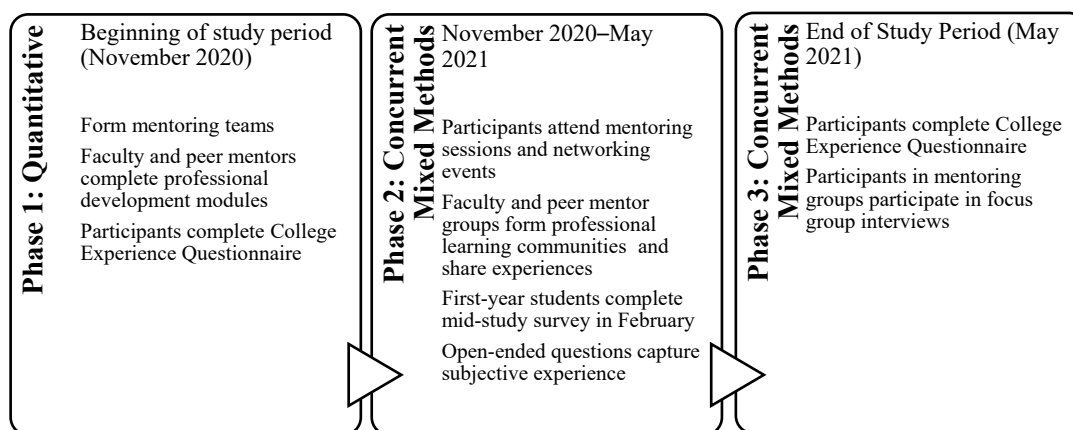 Phase 1: Quantitative
Beginning of study period
(November 2020)
Form mentoring teams
Faculty and peer mentors
complete professional
development modules
Participants complete College
Experience Questionnaire
Phase 2: Concurrent
Mixed Methods
November 2020–May
2021
Participants attend mentoring
sessions and networking
events
Faculty and peer mentor
groups form professional
learning communities and
share experiences
First-year students complete
mid-study survey in February
Open-ended questions capture
subjective experience
Phase 3: Concurrent
Mixed Methods
End of Study Period (May
2021)
Participants complete College
Experience Questionnaire
Participants in mentoring
groups participate in focus
group interviews